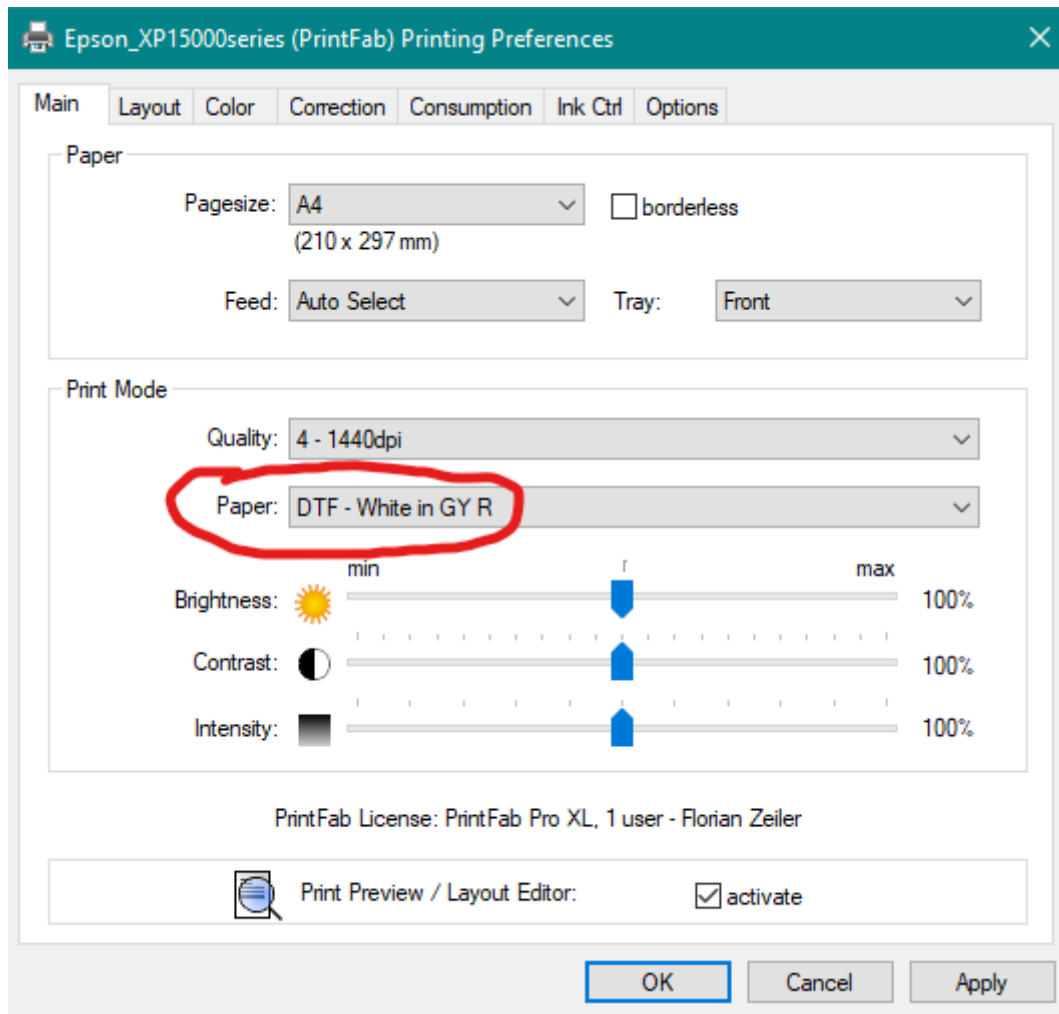 Epson_XP15000series (PrintFab) Printing Preferences
Main Layout Color Correction Consumption Ink Ctrl Options
Paper
Pagesize: A4 borderless
(210 x 297 mm)
Feed: Auto Select Tray: Front
Print Mode
Quality: 4 - 1440dpi
Paper: DTF - White in GY R
min max
Brightness: 100%
Contrast: 100%
Intensity: 100%
PrintFab License: PrintFab Pro XL, 1 user - Florian Zeiler
Print Preview / Layout Editor: activate
OK Cancel Apply